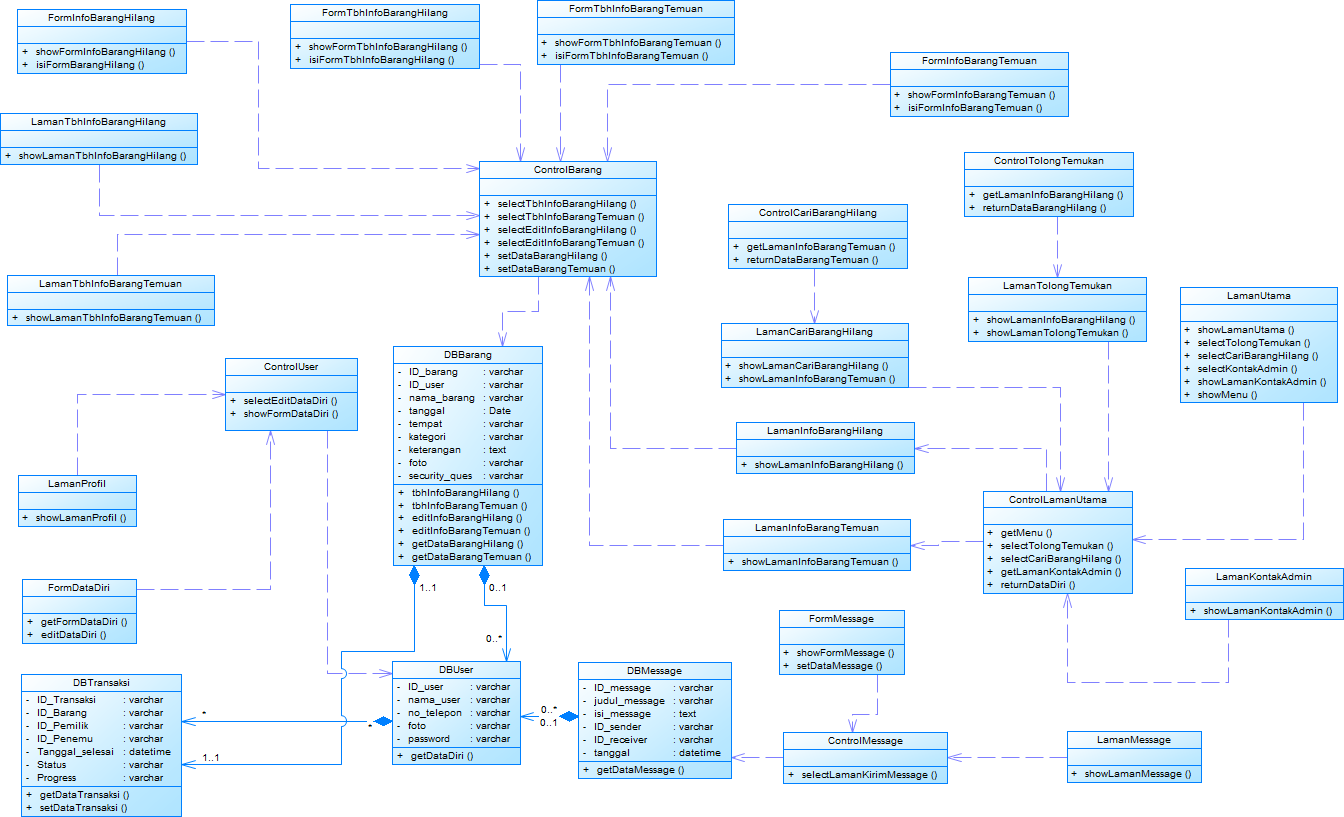 FormInfoBarangHilang
+ showFormInfoBarangHilang ()
+ isiFormBarangHilang ()
FormTbhInfoBarangHilang
+ showFormTbhInfoBarangHilang ()
+ isiFormTbhInfoBarangHilang ()
FormTbhInfoBarangTemuan
+ showFormTbhInfoBarangTemuan ()
+ isiFormTbhInfoBarangTemuan ()
FormInfoBarangTemuan
+ showFormInfoBarangTemuan ()
+ isiFormInfoBarangTemuan ()
LamanTbhInfoBarangHilang
+ showLamanTbhInfoBarangHilang ()
ControlBarang
+ selectTbhInfoBarangHilang ()
+ selectTbhInfoBarangTemuan ()
+ selectEditInfoBarangHilang ()
+ selectEditInfoBarangTemuan ()
+ setDataBarangHilang ()
+ setDataBarangTemuan ()
ControlTolongTemukan
+ getLamanInfoBarangHilang ()
+ returnDataBarangHilang ()
ControlCariBarangHilang
+ getLamanInfoBarangTemuan ()
+ returnDataBarangTemuan ()
LamanTbhInfoBarangTemuan
+ showLamanTbhInfoBarangTemuan ()
LamanTolongTemukan
+ showLamanInfoBarangHilang ()
+ showLamanTolongTemukan ()
LamanUtama
+ showLamanUtama ()
+ selectTolongTemukan ()
+ selectCariBarangHilang ()
+ selectKontakAdmin ()
+ showLamanKontakAdmin ()
+ showMenu ()
LamanCariBarangHilang
+ showLamanCariBarangHilang ()
+ showLamanInfoBarangTemuan ()
ControlUser
+ selectEditDataDiri ()
+ showFormDataDiri ()
DBBarang
- ID_barang : varchar
- ID_user : varchar
- nama_barang : varchar
- tanggal : Date
- tempat : varchar
- kategori : varchar
- keterangan : text
- foto : varchar
- security_ques : varchar
+ tbhInfoBarangHilang ()
+ tbhInfoBarangTemuan ()
+ editInfoBarangHilang ()
+ editInfoBarangTemuan ()
+ getDataBarangHilang ()
+ getDataBarangTemuan ()
LamanInfoBarangHilang
+ showLamanInfoBarangHilang ()
LamanProfil
+ showLamanProfil ()
ControlLamanUtama
+ getMenu ()
+ selectTolongTemukan ()
+ selectCariBarangHilang ()
+ getLamanKontakAdmin ()
+ returnDataDiri ()
LamanInfoBarangTemuan
+ showLamanInfoBarangTemuan ()
LamanKontakAdmin
+ showLamanKontakAdmin ()
FormDataDiri
+ getFormDataDiri ()
+ editDataDiri ()
1..1
0..1
0..*
FormMessage
+ showFormMessage ()
+ setDataMessage ()
DBTransaksi
- ID_Transaksi : varchar
- ID_Barang : varchar
- ID_Pemilik : varchar
- ID_Penemu : varchar
- Tanggal_selesai : datetime
- Status : varchar
- Progress : varchar
+ getDataTransaksi ()
+ setDataTransaksi ()
*
*
1..1
DBUser
- ID_user : varchar
- nama_user : varchar
- no_telepon : varchar
- foto : varchar
- password : varchar
+ getDataDiri ()
0..*
0..1
DBMessage
- ID_message : varchar
- judul_message : varchar
- isi_message : text
- ID_sender : varchar
- ID_receiver : varchar
- tanggal : datetime
+ getDataMessage ()
ControlMessage
+ selectLamanKirimMessage ()
LamanMessage
+ showLamanMessage ()